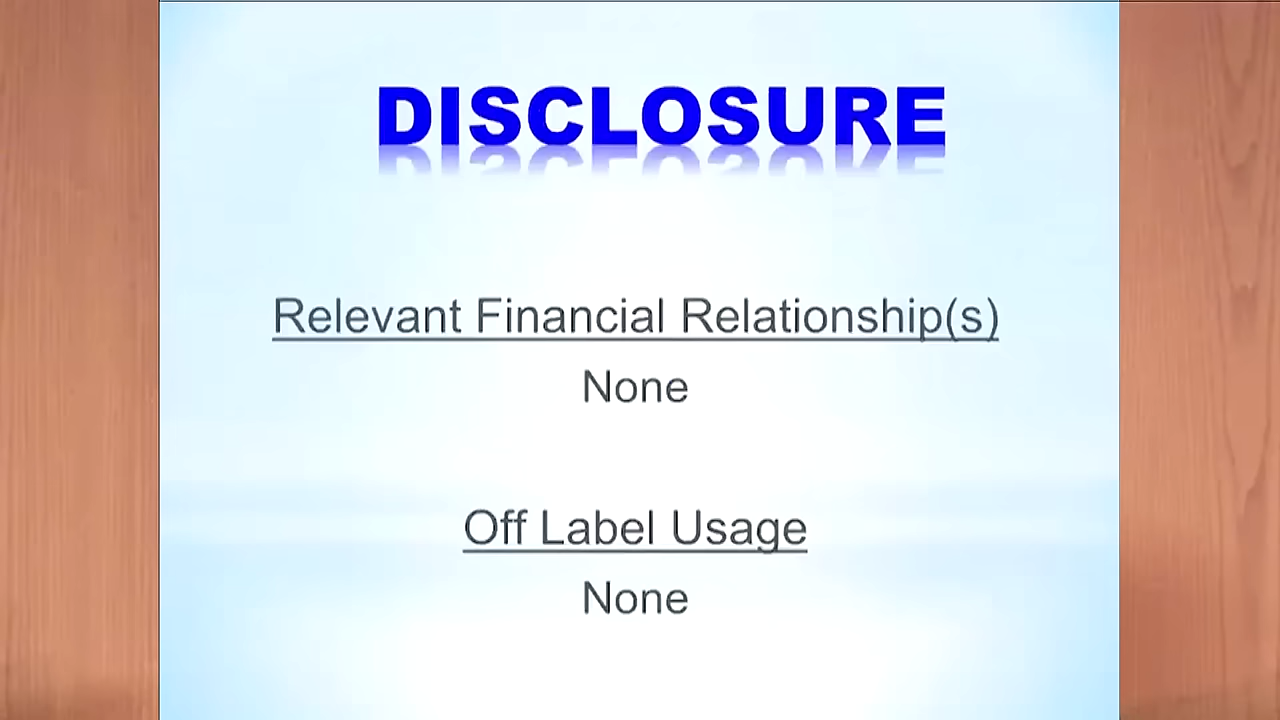 DISCLOSURE
Relevant Financial Relationship(s)
None
Off Label Usage
None